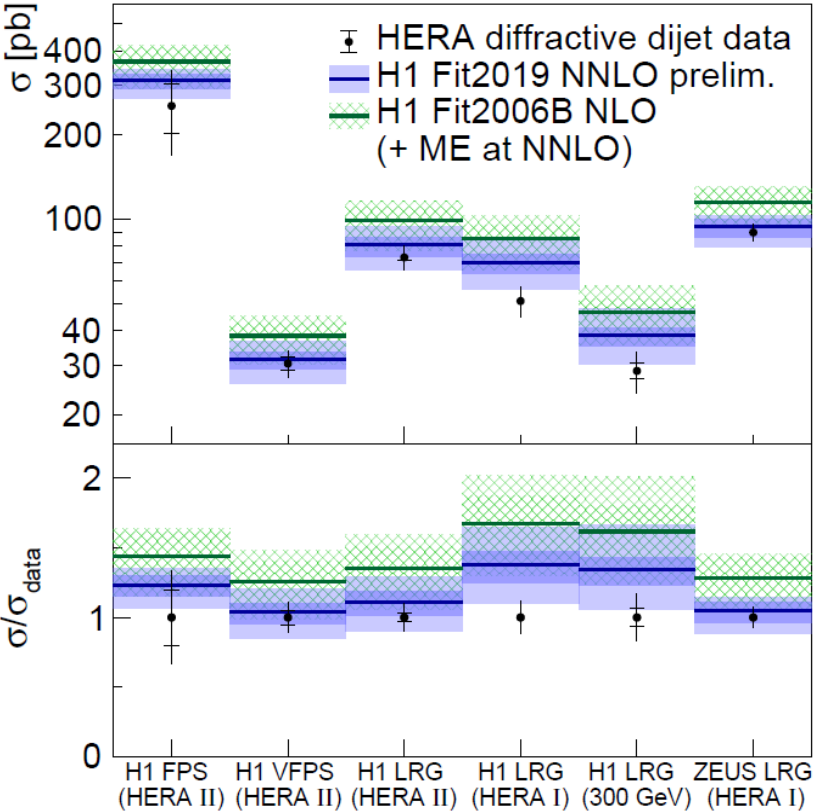 σ [pb]
400
300
200
100
40
30
20
HERA diffractive dijet data
H1 Fit2019 NNLO prelim.
H1 Fit2006B NLO
(+ ME at NNLO)
σ/σdata
2
1
0
H1 FPS
(HERA II)
H1 VFPS
(HERA II)
H1 LRG
(HERA II)
H1 LRG
(HERA I)
H1 LRG
(300 GeV)
ZEUS LRG
(HERA I)